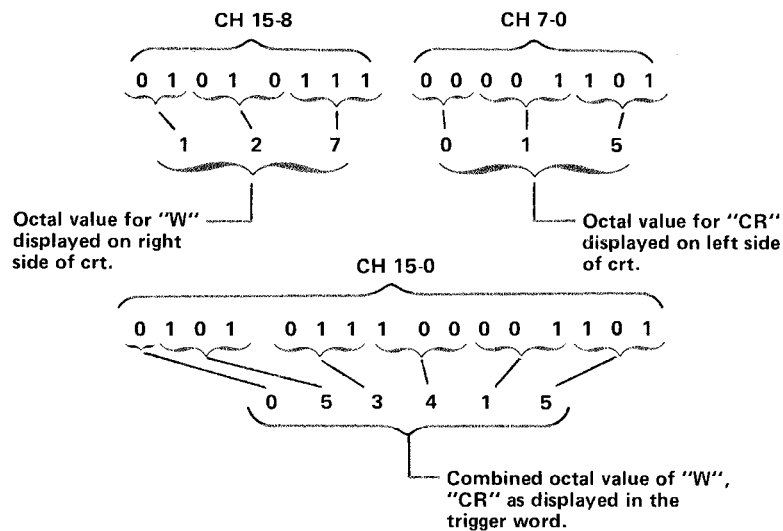 CH 15-8 CH 7-0
0 1 0 1 0 1 1 1 0 0 0 0 1 1 0 1
1 2 7 0 1 5
Octal value for "W"
displayed on right
side of crt.
Octal value for "CR"
displayed on left side
of crt.
CH 15-0
0 1 0 1 0 1 1 1 0 0 0 0 1 1 0 1
0 5 3 4 1 5
Combined octal value of "W",
"CR" as displayed in the
trigger word.